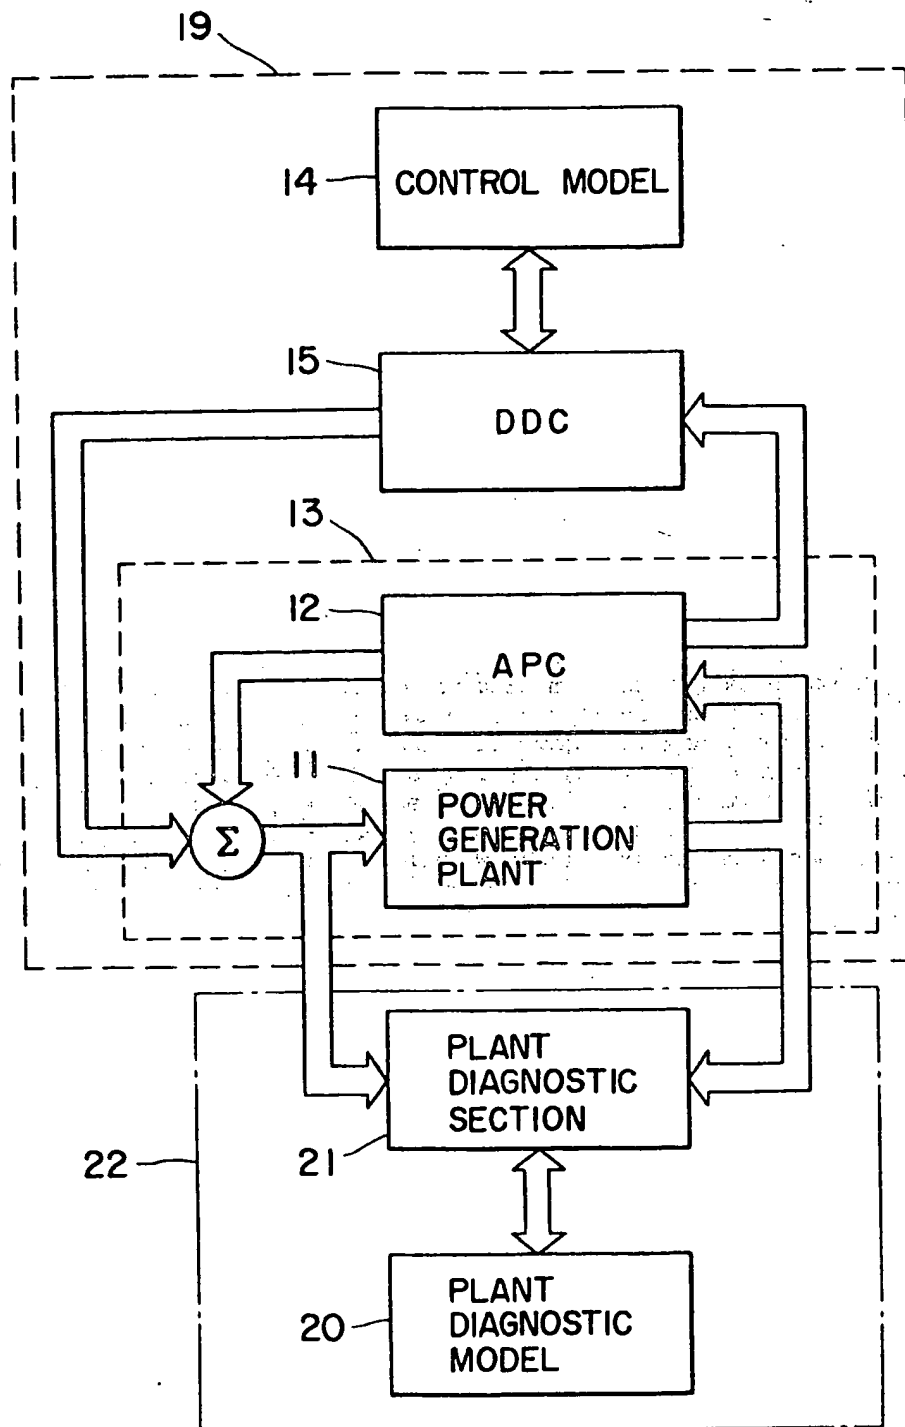 19
14
CONTROL MODEL
15
DDC
13
12
APC
11
POWER
GENERATION
PLANT
Σ
PLANT
DIAGNOSTIC
SECTION
21
22
PLANT
DIAGNOSTIC
MODEL
20